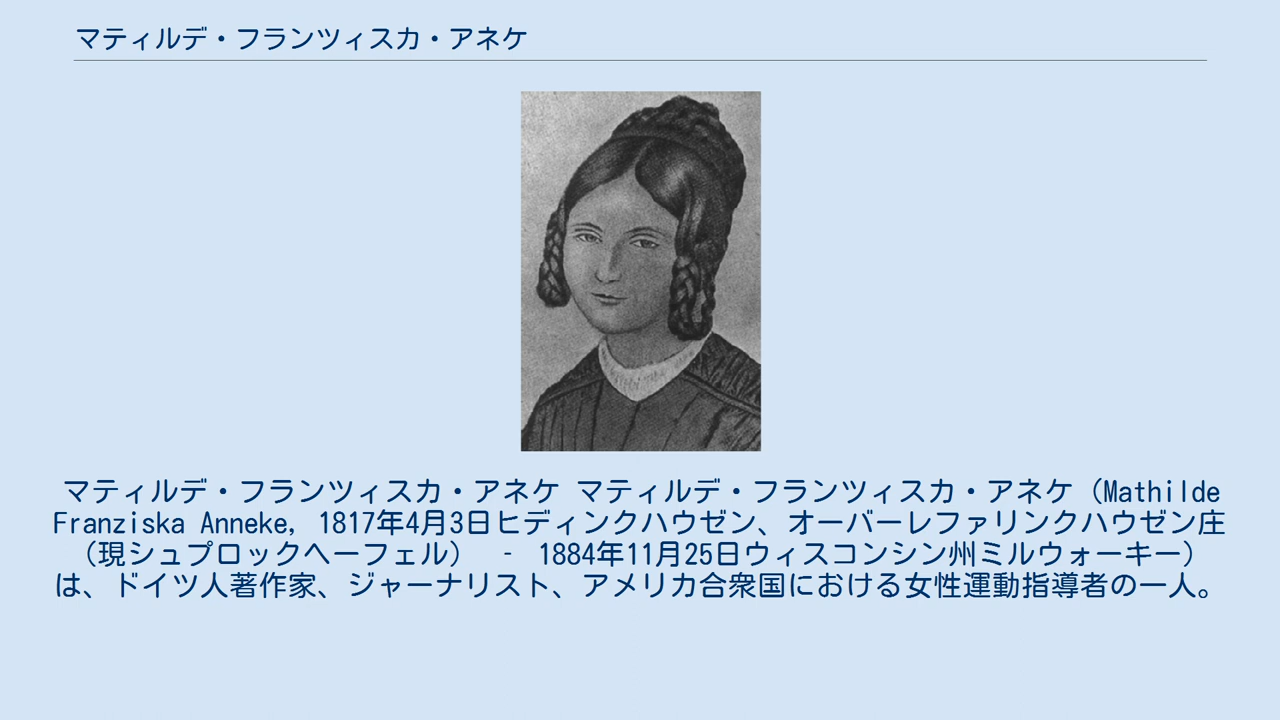 マティルデ・フランツィスカ・アネケ
マティルデ・フランツィスカ・アネケ マティルデ・フランツィスカ・アネケ（Mathilde
Franziska Anneke, 1817年4月3日ヒディンクハウゼン、オーバーレファリンクハウゼン庄
（現シュプロックヘーフェル） - 1884年11月25日ウィスコンシン州ミルウォーキー）
は、ドイツ人著作家、ジャーナリスト、アメリカ合衆国における女性運動指導者の一人。